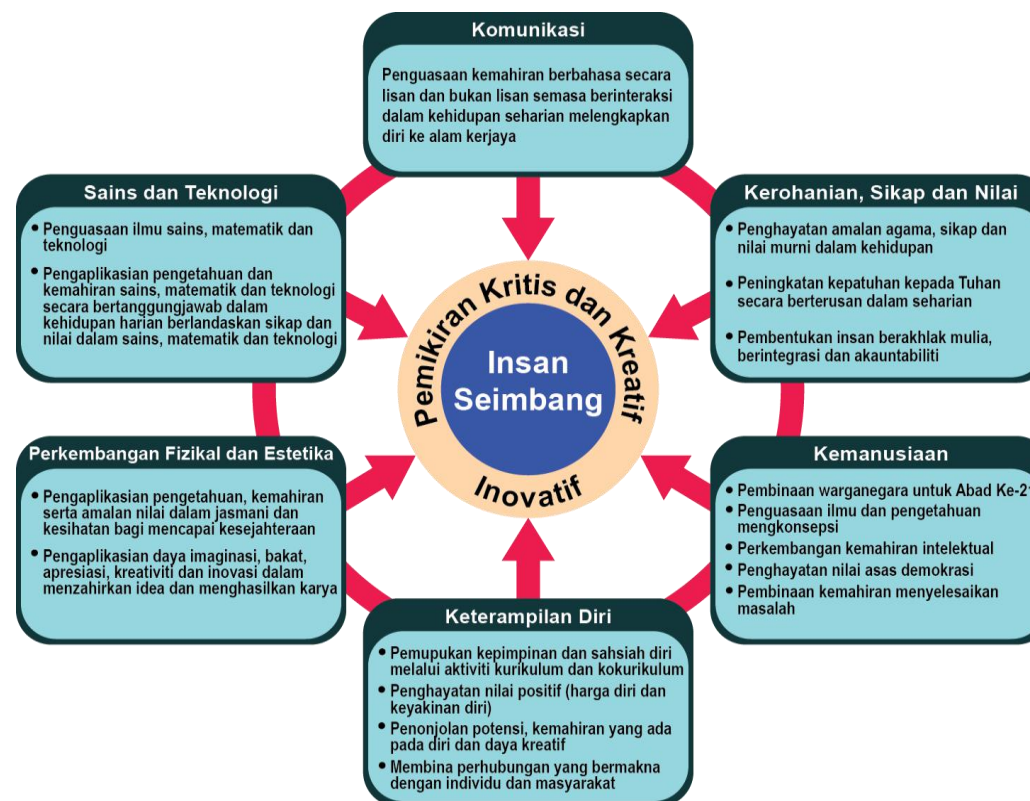 Komunikasi
Penguasaan kemahiran berbahasa secara
lisan dan bukan lisan semasa berinteraksi
dalam kehidupan seharian melengkapkan
diri ke alam kerjaya
Sains dan Teknologi
• Penguasaan ilmu sains, matematik dan
teknologi
• Pengaplikasian pengetahuan dan
kemahiran sains, matematik dan teknologi
secara bertanggungjawab dalam
kehidupan harian berlandaskan sikap dan
nilai dalam sains, matematik dan teknologi
Kerohanian, Sikap dan Nilai
• Penghayatan amalan agama, sikap dan
nilai murni dalam kehidupan
• Peningkatan kepatuhan kepada Tuhan
secara berterusan dalam seharian
• Pembentukan insan berakhlak mulia,
berintegrasi dan akauntabiliti
Pemikiran Kritis dan Kreatif
Insan
Seimbang
Inovatif
Perkembangan Fizikal dan Estetika
• Pengaplikasian pengetahuan, kemahiran
serta amalan nilai dalam jasmani dan
kesihatan bagi mencapai kesejahteraan
• Pengaplikasian daya imaginasi, bakat,
apresiasi, kreativiti dan inovasi dalam
menzahirkan idea dan menghasilkan karya
Kemanusiaan
• Pembinaan warganegara untuk Abad Ke-21
• Penguasaan ilmu dan pengetahuan
mengkonsepsi
• Perkembangan kemahiran intelektual
• Penghayatan nilai asas demokrasi
• Pembinaan kemahiran menyelesaikan
masalah
Keterampilan Diri
• Pemupukan kepimpinan dan sahsiah diri
melalui aktiviti kurikulum dan kokurikulum
• Penghayatan nilai positif (harga diri dan
keyakinan diri)
• Penonjolan potensi, kemahiran yang ada
pada diri dan daya kreatif
• Membina perhubungan yang bermakna
dengan individu dan masyarakat